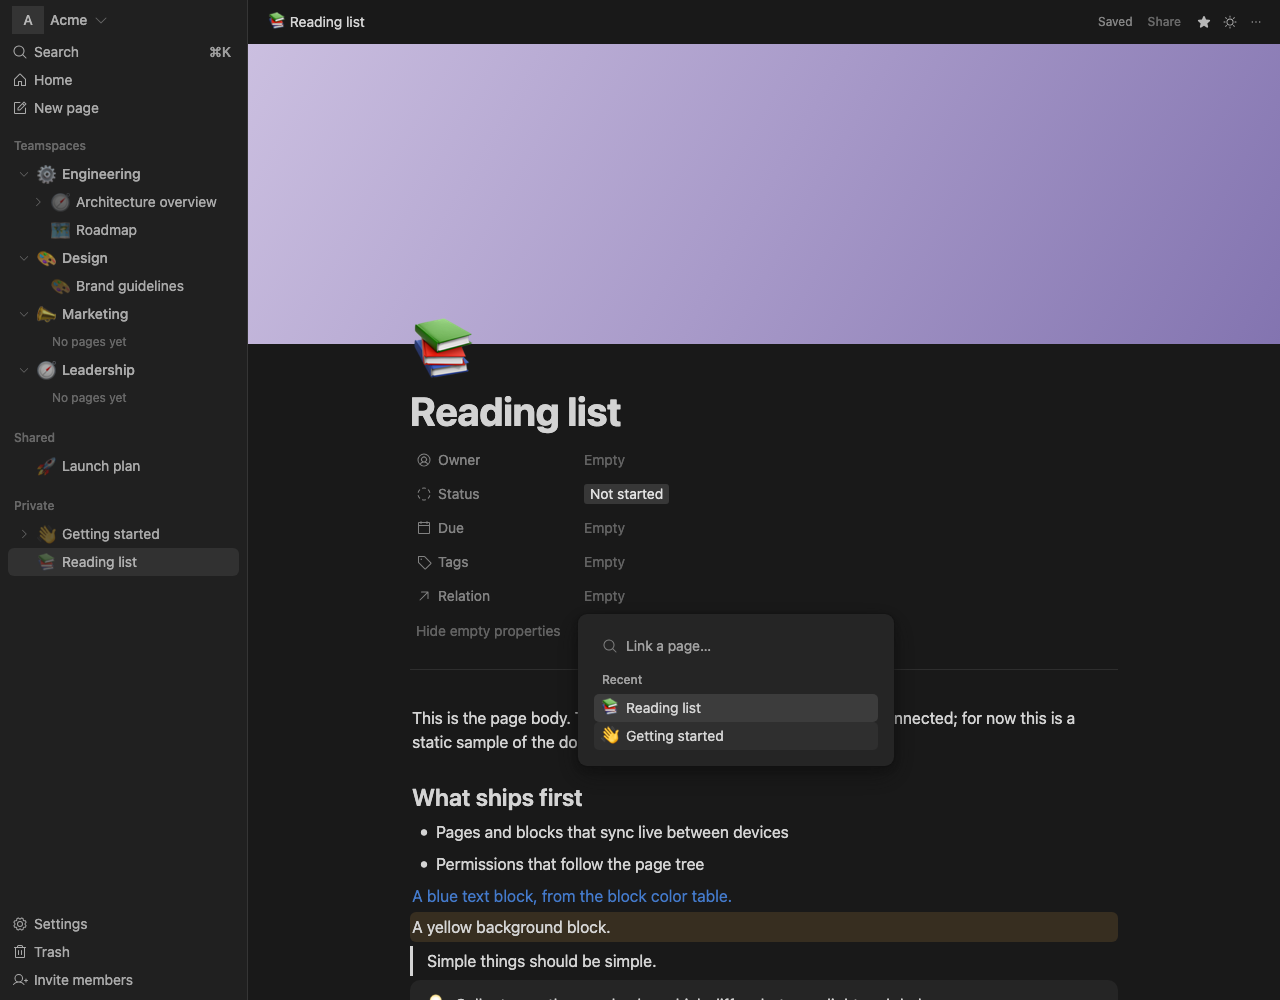 A Acme
Search ⌘K
Home
New page
Teamspaces
Engineering
Architecture overview
Roadmap
Design
Brand guidelines
Marketing
No pages yet
Leadership
No pages yet
Shared
Launch plan
Private
Getting started
Reading list
Settings
Trash
Invite members
Reading list
Saved Share
Reading list
Owner Empty
Status Not started
Due Empty
Tags Empty
Relation Empty
Hide empty properties
Link a page...
Recent
Reading list
Getting started
This is the page body. nnected; for now this is a
static sample of the do
What ships first
• Pages and blocks that sync live between devices
• Permissions that follow the page tree
A blue text block, from the block color table.
A yellow background block.
Simple things should be simple.